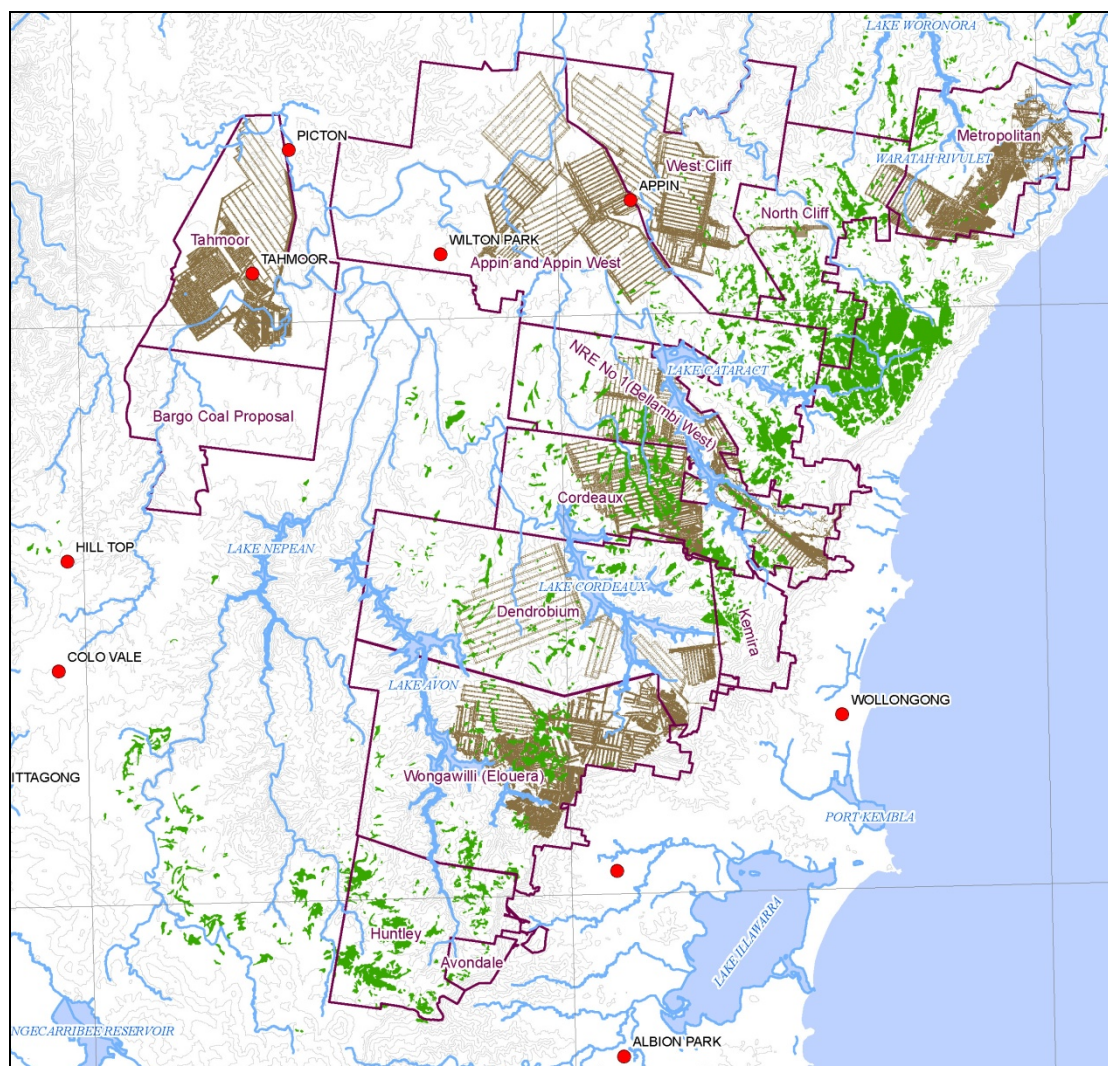 LAKE WORONORA
Metropolitan
PICTON
WARATAH RIVULET
West Cliff
APPIN
North Cliff
Tahmoor
WILTON PARK
TAHMOOR
Appin and Appin West
LAKE CATARACT
NRE No 1(Bellambi West)
Bargo Coal Proposal
Cordeaux
HILL TOP
LAKE NEPEAN
LAKE CORDEAUX
Dendrobium
Kemira
COLO VALE
LAKE AVON
WOLLONGONG
ITTAGONG
Wongawilli (Elouera)
PORT KEMBLA
Huntley
LAKE ILLAWARRA
Avondale
NGECARRIBEE RESERVOIR
ALBION PARK